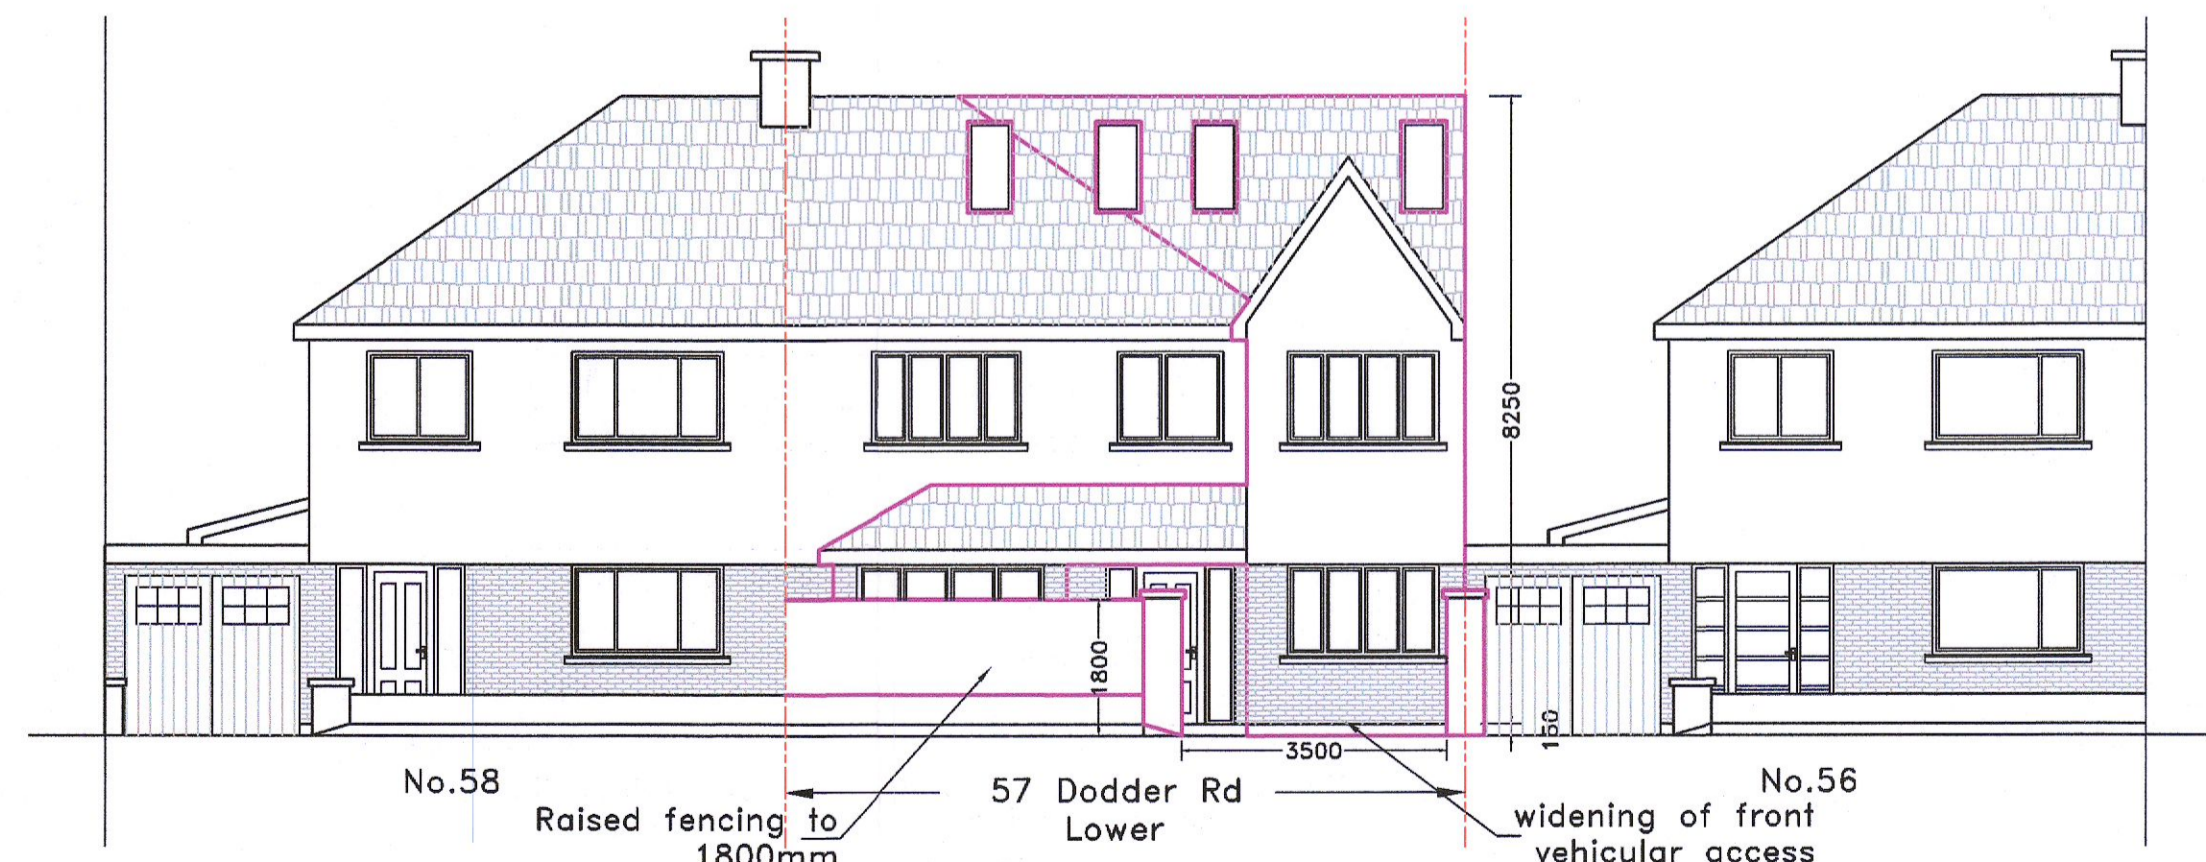 8250
1800
150
3500
No.58
57 Dodder Rd
Lower
No.56
Raised fencing to
1800mm
widening of front
vehicular access